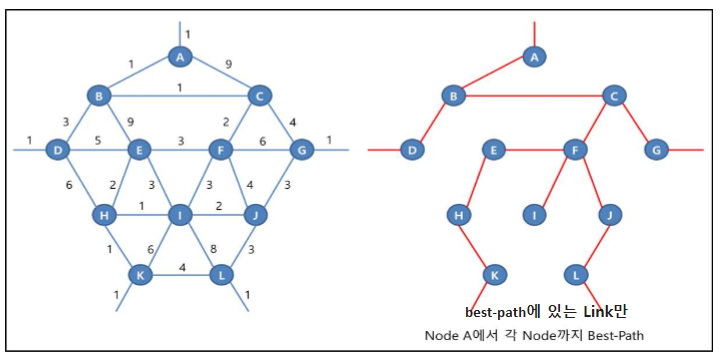 1
A
A
1
9
B
1
C
B
C
3
9
2
4
1
D
5
E
3
F
6
G
1
D
E
F
G
6
2
3
3
4
3
H
1
I
2
J
H
I
J
1
6
8
3
K
4
L
K
L
1
1
best-path에 있는 Link만
Node A에서 각 Node까지 Best-Path